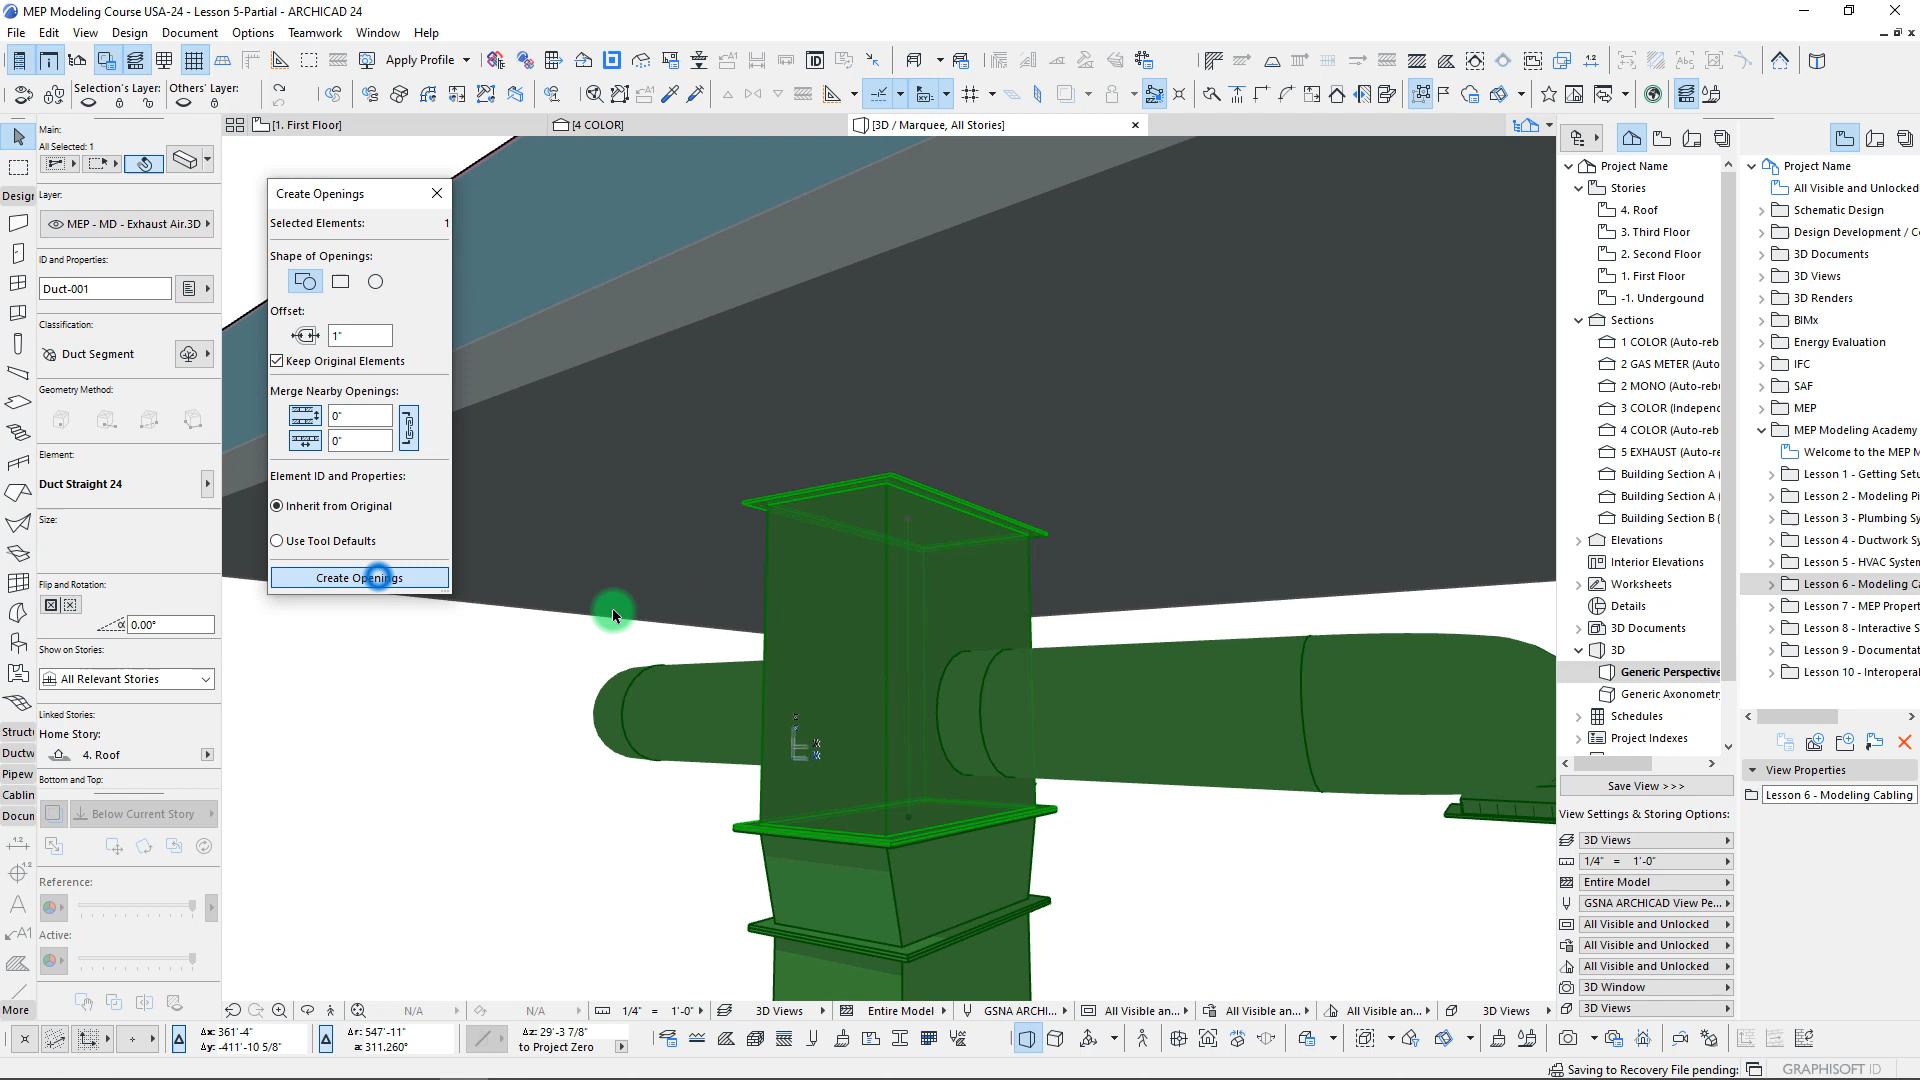 MEP Modeling Course USA-24 - Lesson 5-Partial - ARCHICAD 24
File Edit View Design Document Options Teamwork Window Help
Apply Profile
Selection's Layer: Others' Layer:
[1. First Floor] [4 COLOR] [3D / Marquee, All Stories]
Main:
All Selected: 1
Design
Layer:
MEP - MD - Exhaust Air.3D
ID and Properties:
Duct-001
Classification:
Duct Segment
Geometry Method:
Element:
Duct Straight 24
Size:
Flip and Rotation:
0.00°
Show on Stories:
All Relevant Stories
Linked Stories:
Home Story:
4. Roof
Bottom and Top:
Below Current Story
Reference:
Active:
Struct
Ductw
Pipew
Cablin
Docum
More
Create Openings
Selected Elements: 1
Shape of Openings:
Offset:
1"
Keep Original Elements
Merge Nearby Openings:
0"
0"
Element ID and Properties:
Inherit from Original
Use Tool Defaults
Create Openings
Project Name
Stories
4. Roof
3. Third Floor
2. Second Floor
1. First Floor
-1. Undergound
Sections
1 COLOR (Auto-reb
2 GAS METER (Auto
2 MONO (Auto-rebu
3 COLOR (Independ
4 COLOR (Auto-reb
5 EXHAUST (Auto-re
Building Section A (
Building Section A (
Building Section B (
Elevations
Interior Elevations
Worksheets
Details
3D Documents
3D
Generic Perspective
Generic Axonometr
Schedules
Project Indexes
Save View >>>
View Settings & Storing Options:
3D Views
1/4" = 1'-0"
Entire Model
GSNA ARCHICAD View Pe...
All Visible and Unlocked
All Visible and Unlocked
All Visible and Unlocked
3D Window
3D Views
Project Name
All Visible and Unlocked
Schematic Design
Design Development / C
3D Documents
3D Views
3D Renders
BIMx
Energy Evaluation
IFC
SAF
MEP
MEP Modeling Academy
Welcome to the MEP M
Lesson 1 - Getting Setu
Lesson 2 - Modeling Pi
Lesson 3 - Plumbing Sy
Lesson 4 - Ductwork Sy
Lesson 5 - HVAC System
Lesson 6 - Modeling Ca
Lesson 7 - MEP Propert
Lesson 8 - Interactive S
Lesson 9 - Documentat
Lesson 10 - Interoperal
View Properties
Lesson 6 - Modeling Cabling
N/A N/A 1/4" = 1'-0" 3D Views Entire Model GSNA ARCHI... All Visible an... All Visible an... All Visible an... 3D Views
Δx: 361'-4" Δr: 547'-11" Δz: 29'-3 7/8"
Δy: -411'-10 5/8" a: 311.260° to Project Zero
Saving to Recovery File pending: GRAPHISOFT ID